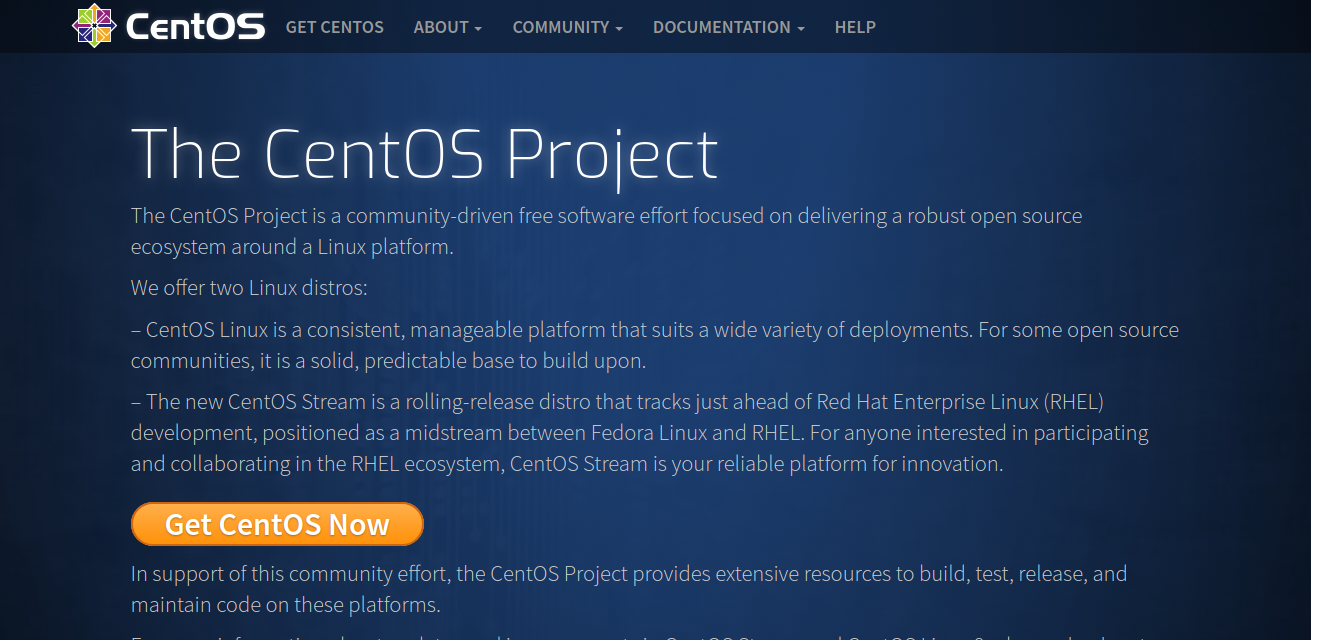 CentOS GET CENTOS ABOUT COMMUNITY DOCUMENTATION HELP
The CentOS Project
The CentOS Project is a community-driven free software effort focused on delivering a robust open source
ecosystem around a Linux platform.
We offer two Linux distros:
– CentOS Linux is a consistent, manageable platform that suits a wide variety of deployments. For some open source
communities, it is a solid, predictable base to build upon.
– The new CentOS Stream is a rolling-release distro that tracks just ahead of Red Hat Enterprise Linux (RHEL)
development, positioned as a midstream between Fedora Linux and RHEL. For anyone interested in participating
and collaborating in the RHEL ecosystem, CentOS Stream is your reliable platform for innovation.
Get CentOS Now
In support of this community effort, the CentOS Project provides extensive resources to build, test, release, and
maintain code on these platforms.